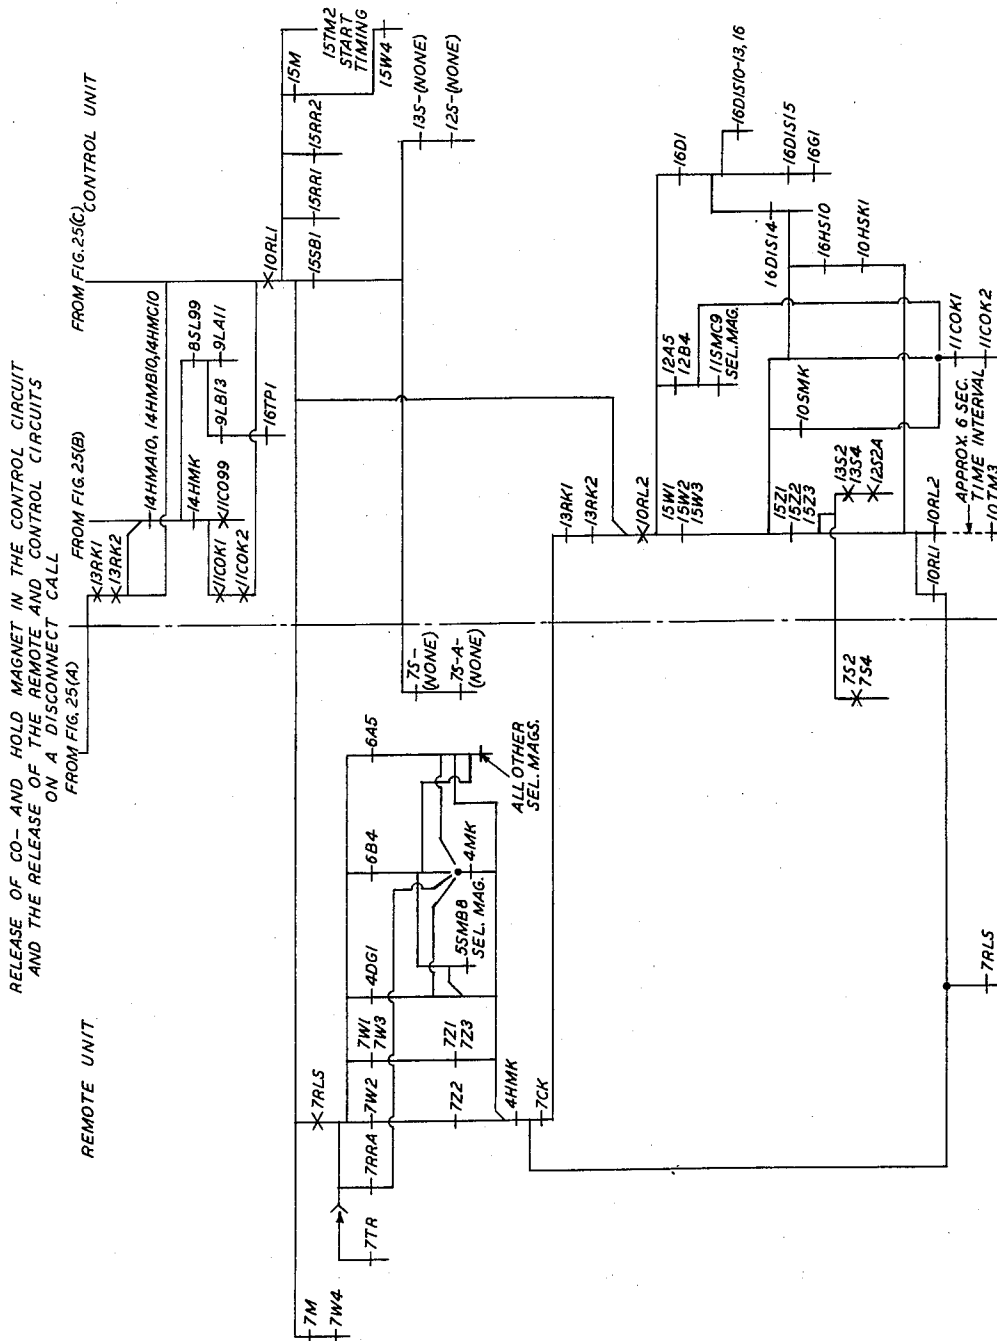 RELEASE OF CO- AND HOLD MAGNET IN THE CONTROL CIRCUIT
AND THE RELEASE OF THE REMOTE AND CONTROL CIRCUITS
ON A DISCONNECT CALL
REMOTE UNIT
FROM FIG. 25(A)
FROM FIG. 25(B)
FROM FIG. 25(C)
CONTROL UNIT
13RK1
13RK2
14HMA10, 14HMB10, 14HMC10
14HMK
8SL99
11COK1
11CO99
11COK2
9LB13
9LA11
16TP1
10RL1
7M
7W4
15SB1
15RR1
15RR2
15M
15TM2
START
TIMING
15W4
7RLS
7TR
7RRA
7W2
7W1
7W3
4DG1
6B4
6A5
7S-
(NONE)
7S-A-
(NONE)
13S-(NONE)
12S-(NONE)
7Z2
7Z1
7Z3
5SMB8
SEL. MAG.
4MK
ALL OTHER
SEL. MAGS.
4HMK
7CK
13RK1
13RK2
10RL2
15W1
15W2
15W3
12A5
12B4
11SMC9
SEL. MAG.
16D1
16DIS10-13, 16
16DIS14
16DIS15
16G1
15Z1
15Z2
15Z3
10SMK
16HS10
10HSK1
7S2
7S4
13S2
13S4
12S2A
10RL1
10RL2
11COK1
11COK2
APPROX. 6 SEC.
TIME INTERVAL
10TM3
7RLS